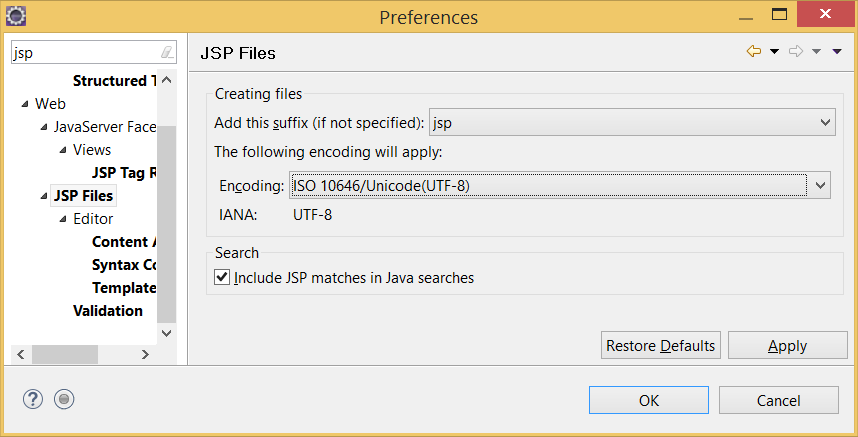 Preferences
jsp
JSP Files
Structured T
Web
JavaServer Face
Views
JSP Tag R
JSP Files
Editor
Content A
Syntax Co
Template
Validation
Creating files
Add this suffix (if not specified): jsp
The following encoding will apply:
Encoding: ISO 10646/Unicode(UTF-8)
IANA: UTF-8
Search
Include JSP matches in Java searches
Restore Defaults Apply
OK Cancel